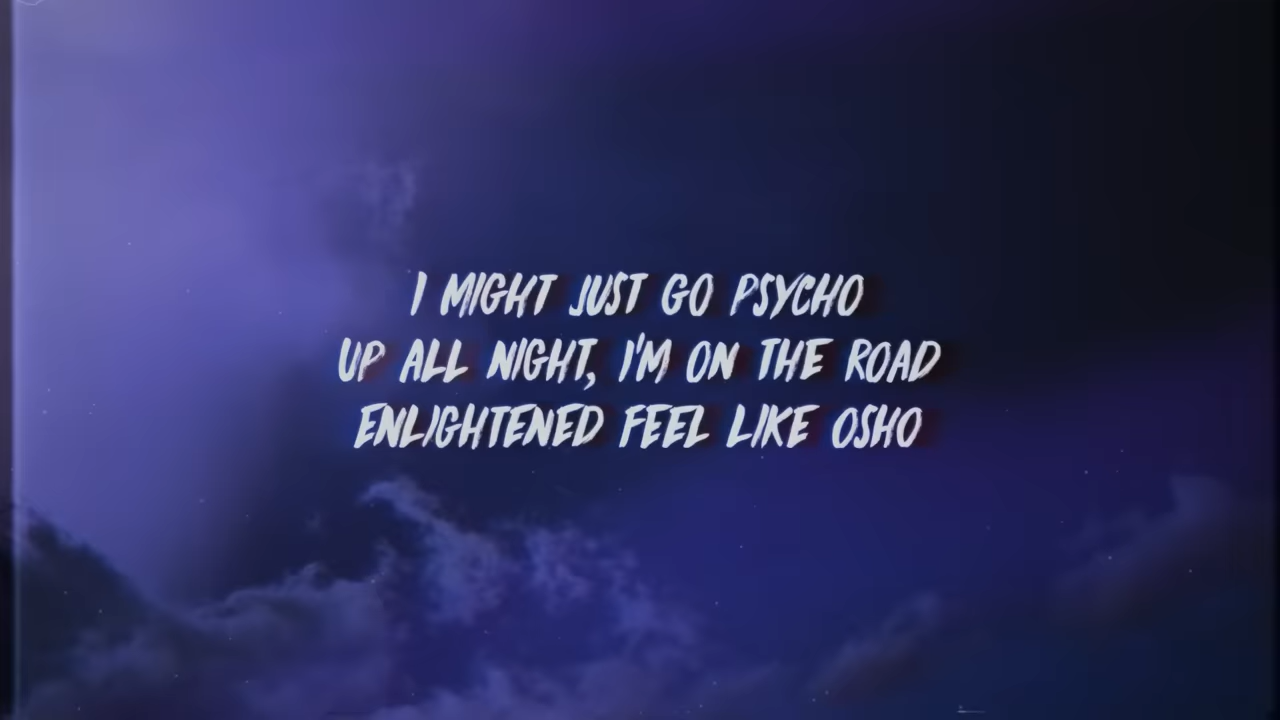 I MIGHT JUST GO PSYCHO
UP ALL NIGHT, I'M ON THE ROAD
ENLIGHTENED FEEL LIKE OSHO